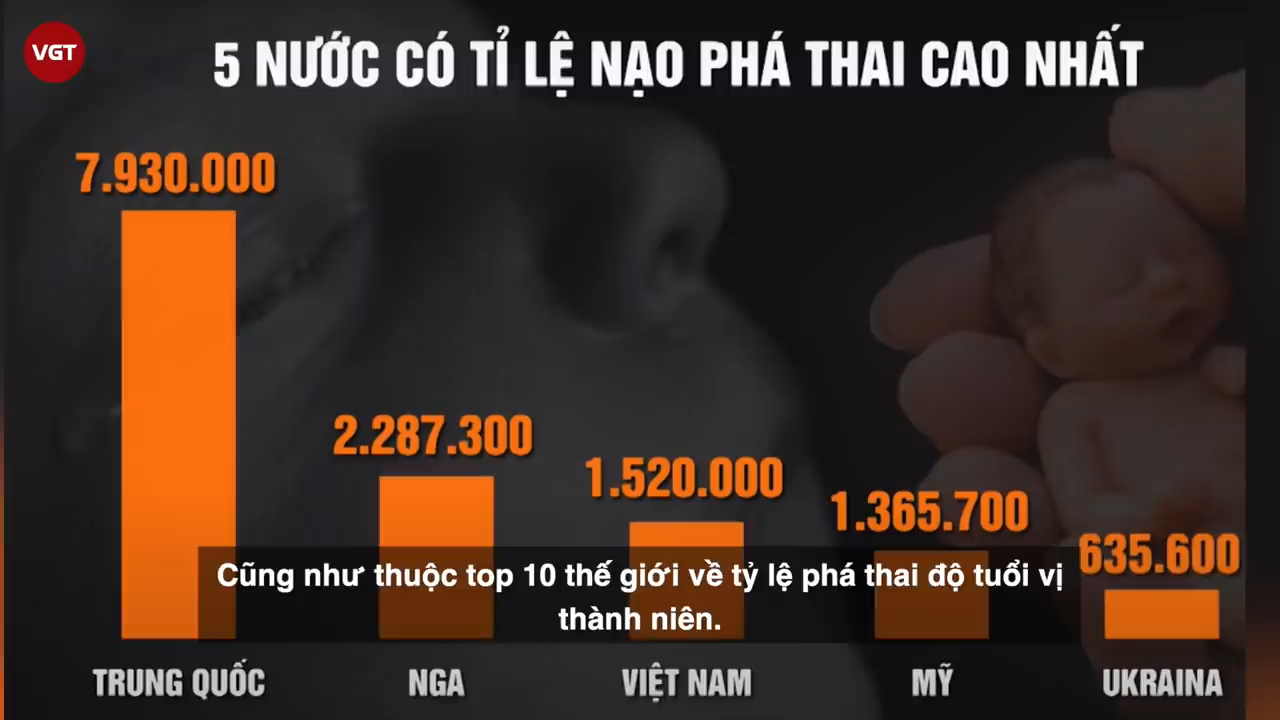 VGT
5 NƯỚC CÓ TỈ LỆ NẠO PHÁ THAI CAO NHẤT
7.930.000
2.287.300
1.520.000
1.365.700
635.600
Cũng như thuộc top 10 thế giới về tỷ lệ phá thai độ tuổi vị
thành niên.
TRUNG QUỐC
NGA
VIỆT NAM
MỸ
UKRAINA